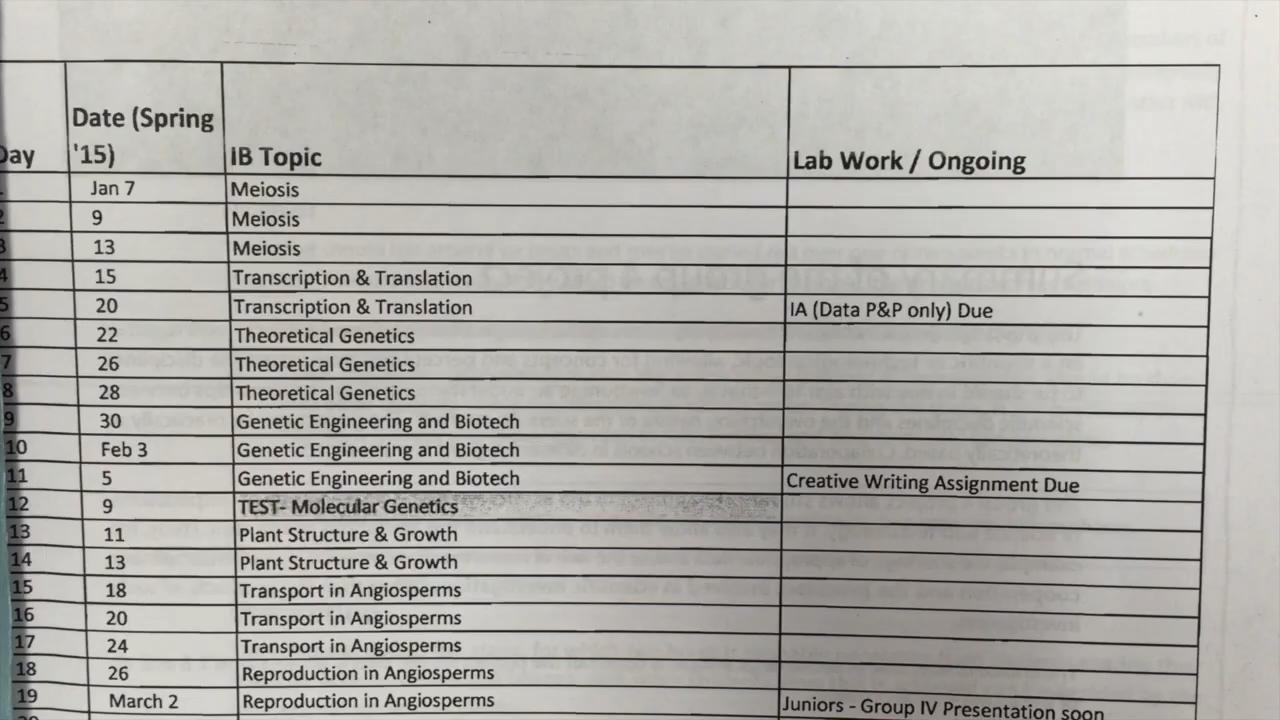 Day Date (Spring '15) IB Topic Lab Work / Ongoing
Jan 7 Meiosis
2 9 Meiosis
3 13 Meiosis
4 15 Transcription & Translation
5 20 Transcription & Translation IA (Data P&P only) Due
6 22 Theoretical Genetics
7 26 Theoretical Genetics
8 28 Theoretical Genetics
9 30 Genetic Engineering and Biotech
10 Feb 3 Genetic Engineering and Biotech
11 5 Genetic Engineering and Biotech Creative Writing Assignment Due
12 9 TEST- Molecular Genetics
13 11 Plant Structure & Growth
14 13 Plant Structure & Growth
15 18 Transport in Angiosperms
16 20 Transport in Angiosperms
17 24 Transport in Angiosperms
18 26 Reproduction in Angiosperms
19 March 2 Reproduction in Angiosperms Juniors - Group IV Presentation soon